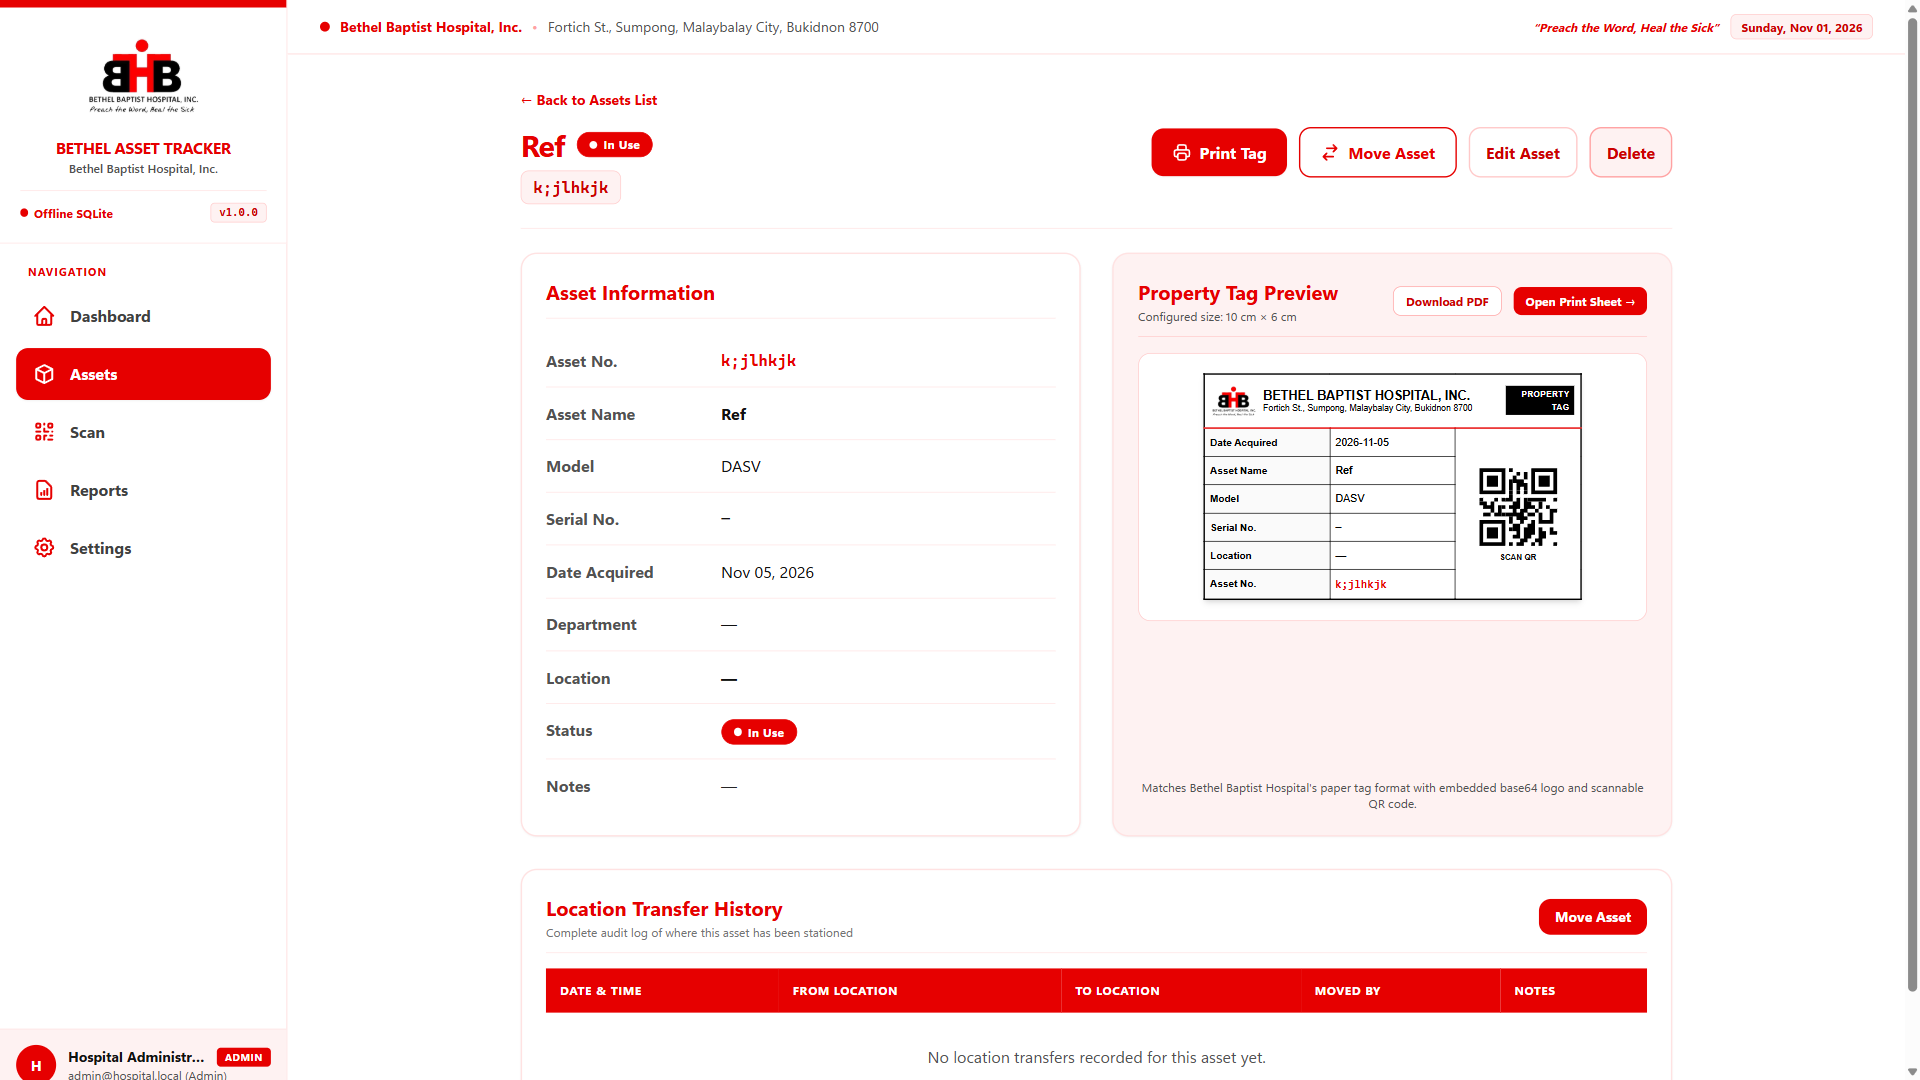 BHB
BETHEL BAPTIST HOSPITAL, INC.
Preach the Word, Heal the Sick
BETHEL ASSET TRACKER
Bethel Baptist Hospital, Inc.
Offline SQLite
v1.0.0
NAVIGATION
Dashboard
Assets
Scan
Reports
Settings
H
Hospital Administr...
ADMIN
admin@hospital.local (Admin)
Bethel Baptist Hospital, Inc. • Fortich St., Sumpong, Malaybalay City, Bukidnon 8700
“Preach the Word, Heal the Sick”
Sunday, Nov 01, 2026
← Back to Assets List
Ref
In Use
k;jlhkjk
Print Tag
Move Asset
Edit Asset
Delete
Asset Information
Asset No. k;jlhkjk
Asset Name Ref
Model DASV
Serial No. –
Date Acquired Nov 05, 2026
Department —
Location —
Status In Use
Notes —
Property Tag Preview
Configured size: 10 cm × 6 cm
Download PDF
Open Print Sheet →
BHB
BETHEL BAPTIST HOSPITAL, INC.
Fortich St., Sumpong, Malaybalay City, Bukidnon 8700
PROPERTY
TAG
Date Acquired 2026-11-05
Asset Name Ref
Model DASV
Serial No. –
Location —
Asset No. k;jlhkjk
SCAN QR
Matches Bethel Baptist Hospital's paper tag format with embedded base64 logo and scannable
QR code.
Location Transfer History
Complete audit log of where this asset has been stationed
Move Asset
DATE & TIME FROM LOCATION TO LOCATION MOVED BY NOTES
No location transfers recorded for this asset yet.